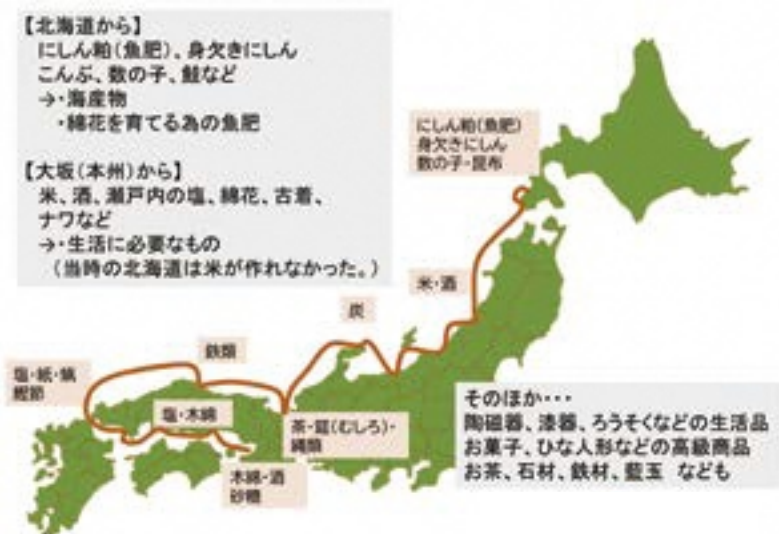 【北海道から】
にしん粕(魚肥)、身欠きにしん
こんぶ、数の子、鮭など
→・海産物
・綿花を育てる為の魚肥
【大坂(本州)から】
米、酒、瀬戸内の塩、綿花、古着、
ナワなど
→・生活に必要なもの
(当時の北海道は米が作れなかった。)
にしん粕(魚肥)
身欠きにしん
数の子・昆布
米・酒
炭
鉄類
塩・紙・蝋
鰹節
塩・木綿
茶・筵(むしろ)・
縄類
木綿・酒
砂糖
そのほか・・・
陶磁器、漆器、ろうそくなどの生活品
お菓子、ひな人形などの高級商品
お茶、石材、鉄材、藍玉 なども